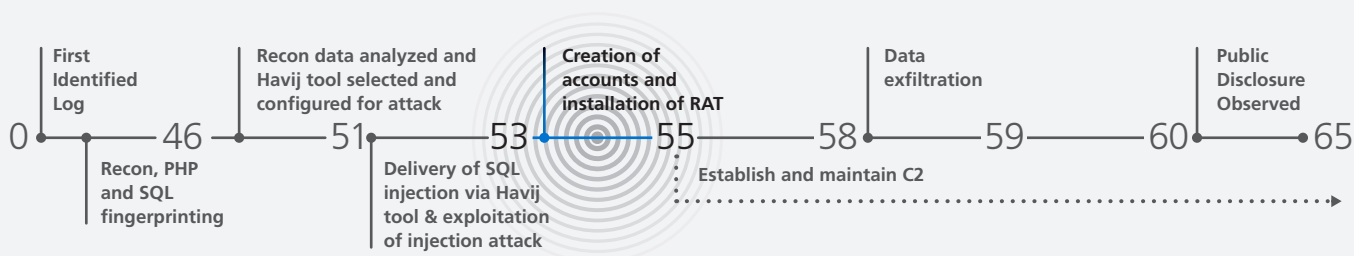 First
Identified
Log
Recon data analyzed and
Havij tool selected and
configured for attack
Creation of
accounts and
installation of RAT
Data
exfiltration
Public
Disclosure
Observed
0 46 51 53 55 58 59 60 65
Recon, PHP
and SQL
fingerprinting
Delivery of SQL
injection via Havij
tool & exploitation
of injection attack
Establish and maintain C2